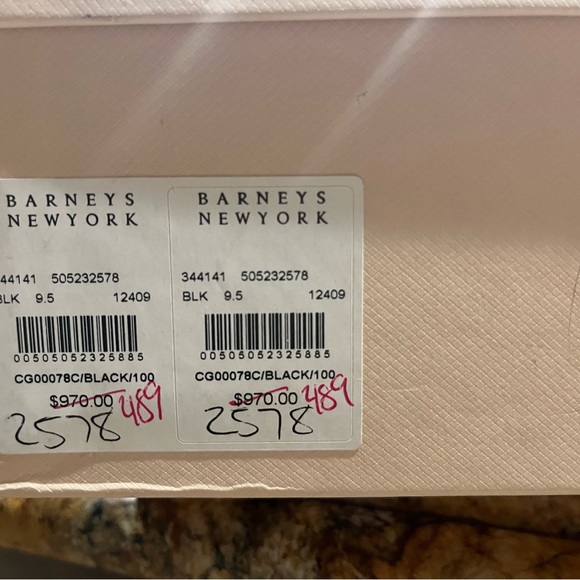 BARNEYS
NEWYORK
344141 505232578
BLK 9.5 12409
00505052325885
CG00078C/BLACK/100
$970.00 489
2578
BARNEYS
NEWYORK
344141 505232578
BLK 9.5 12409
00505052325885
CG00078C/BLACK/100
$970.00 489
2578